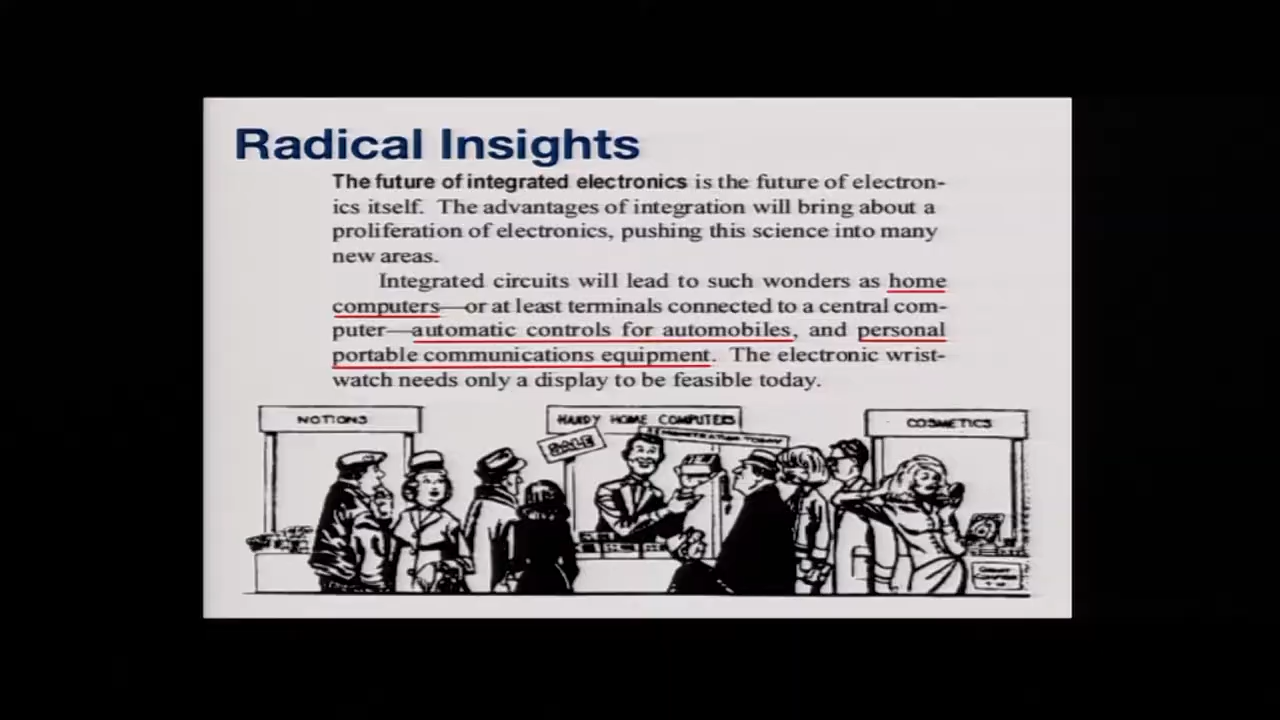 Radical Insights
The future of integrated electronics is the future of electron-
ics itself. The advantages of integration will bring about a
proliferation of electronics, pushing this science into many
new areas.
Integrated circuits will lead to such wonders as home
computers—or at least terminals connected to a central com-
puter—automatic controls for automobiles, and personal
portable communications equipment. The electronic wrist-
watch needs only a display to be feasible today.
NOTIONS
HANDY HOME COMPUTERS
COSMETICS
SALE
TODAY